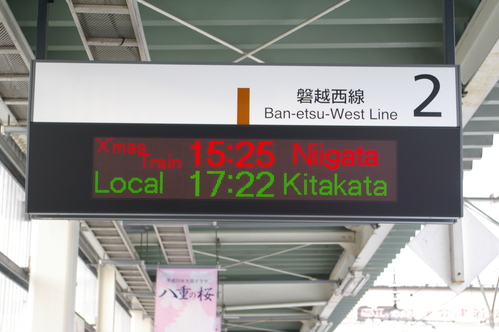 磐越西線
Ban-etsu-West Line
2
X'mas Train 15:25 Niigata
Local 17:22 Kitakata
八重の桜